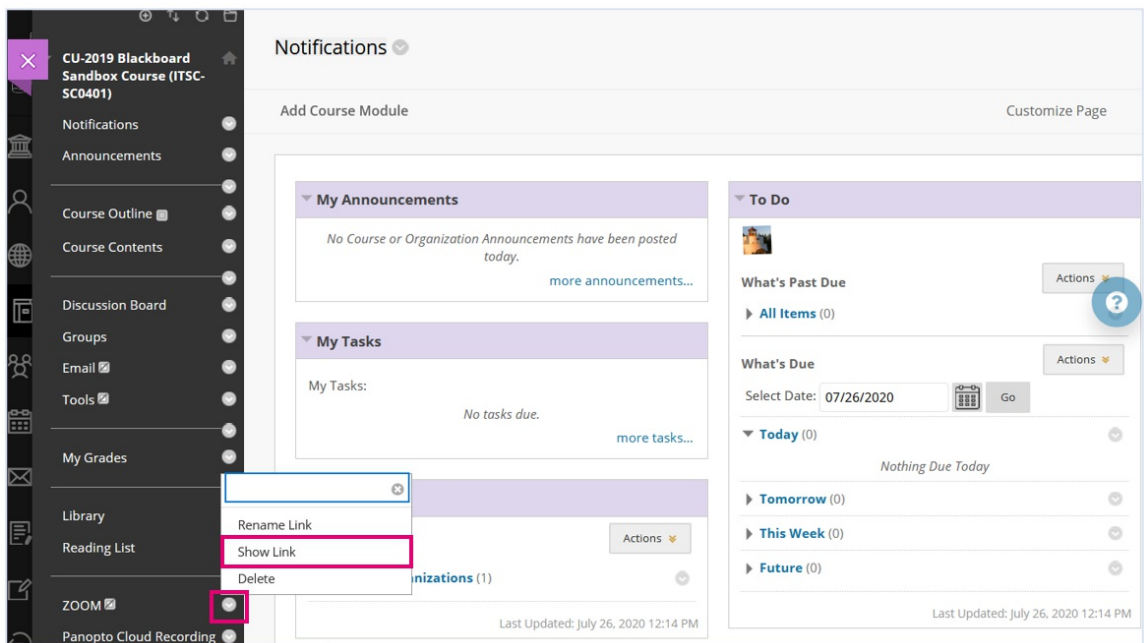 CU-2019 Blackboard
Sandbox Course (ITSC-
SC0401)
Notifications
Announcements
Course Outline
Course Contents
Discussion Board
Groups
Email
Tools
My Grades
Library
Reading List
ZOOM
Panopto Cloud Recording
Rename Link
Show Link
Delete
Notifications
Add Course Module
Customize Page
My Announcements
No Course or Organization Announcements have been posted
today.
more announcements...
My Tasks
My Tasks:
No tasks due.
more tasks...
Actions
(1)
Last Updated: July 26, 2020 12:14 PM
To Do
What's Past Due
Actions
All Items (0)
?
What's Due
Actions
Select Date: 07/26/2020 Go
Today (0)
Nothing Due Today
Tomorrow (0)
This Week (0)
Future (0)
Last Updated: July 26, 2020 12:14 PM